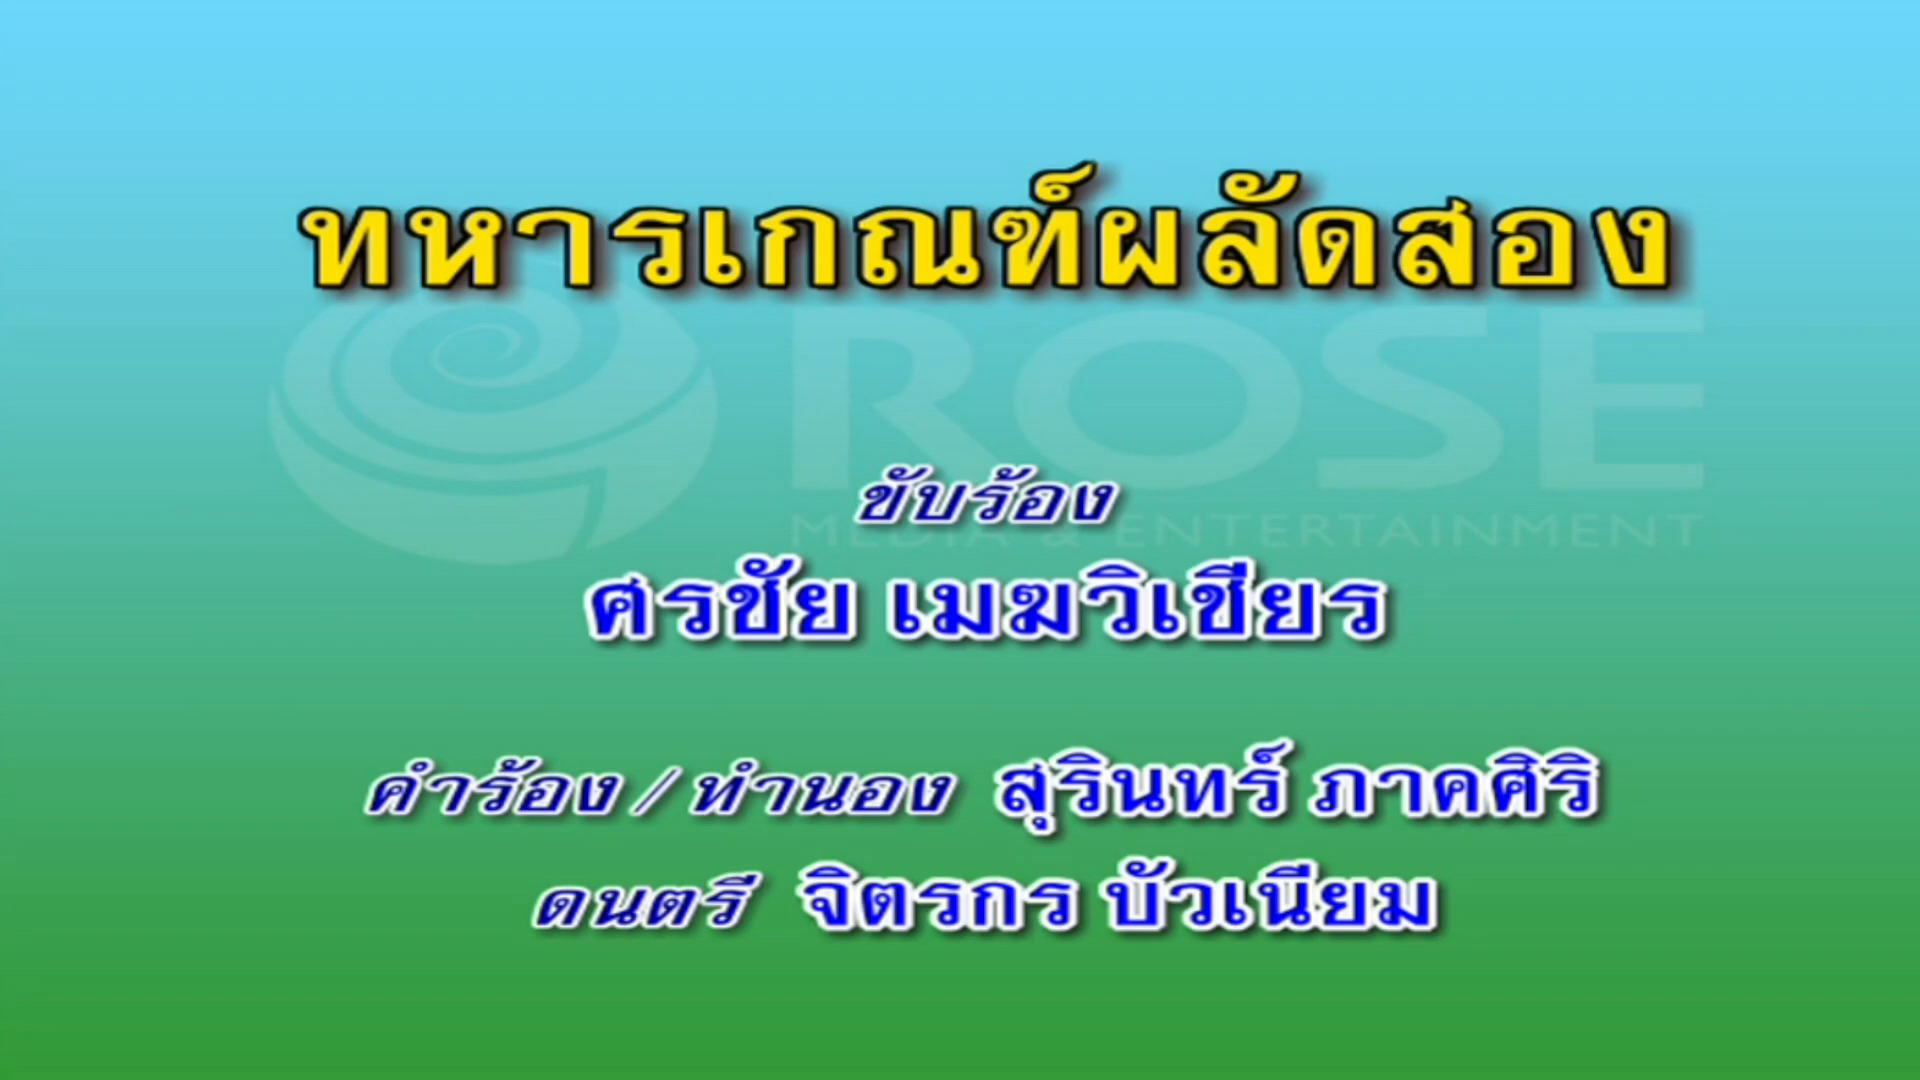 ทหารเกณฑ์ผลัดสอง
ROSE
MEDIA & ENTERTAINMENT
ขับร้อง
ศรชัย เมฆวิเชียร
คำร้อง / ทำนอง สุรินทร์ ภาคศิริ
ดนตรี จิตรกร บัวเนียม